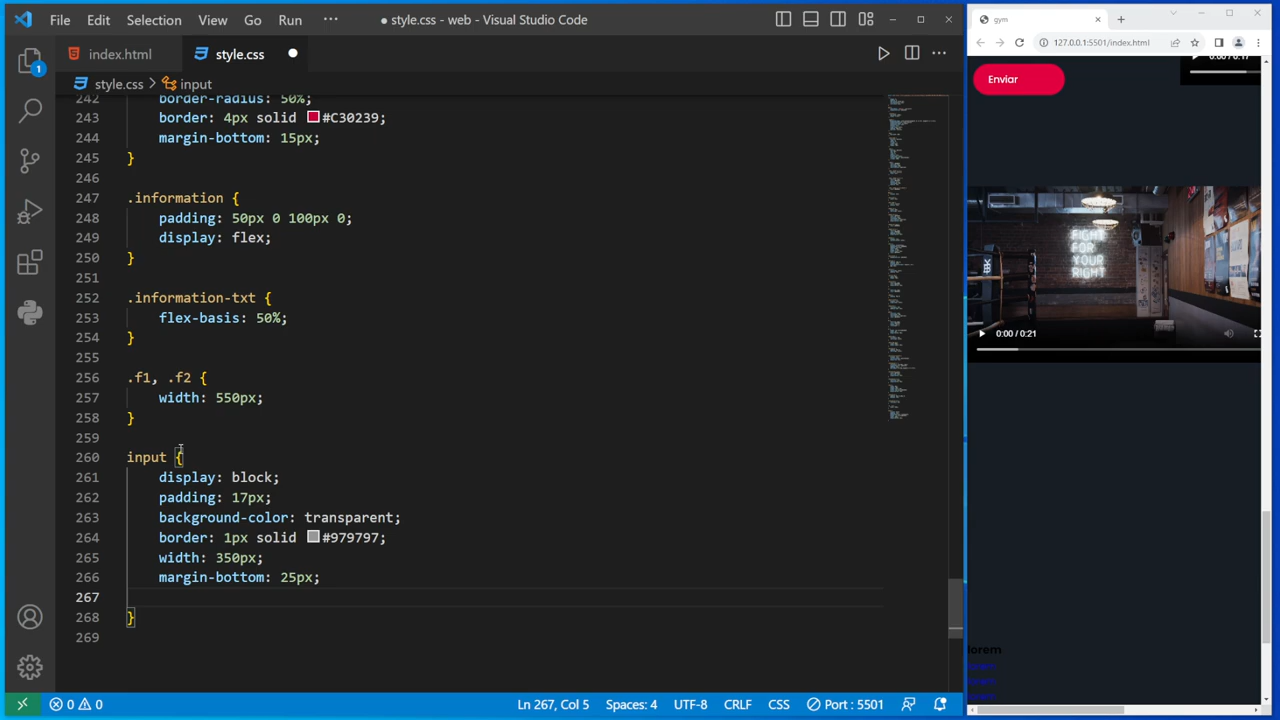 File Edit Selection View Go Run ··· ● style.css - web - Visual Studio Code
index.html style.css
style.css > input
242 border-radius: 50%;
243 border: 4px solid #C30239;
244 margin-bottom: 15px;
245 }
246
247 .information {
248 padding: 50px 0 100px 0;
249 display: flex;
250 }
251
252 .information-txt {
253 flex-basis: 50%;
254 }
255
256 .f1, .f2 {
257 width: 550px;
258 }
259
260 input {
261 display: block;
262 padding: 17px;
263 background-color: transparent;
264 border: 1px solid #979797;
265 width: 350px;
266 margin-bottom: 25px;
267
268 }
269
1
0 0 Ln 267, Col 5 Spaces: 4 UTF-8 CRLF CSS Port : 5501
gym
127.0.0.1:5501/index.html
0:00 / 0:17
Enviar
FIGHT
FOR
YOUR
RIGHT
0:00 / 0:21
lorem